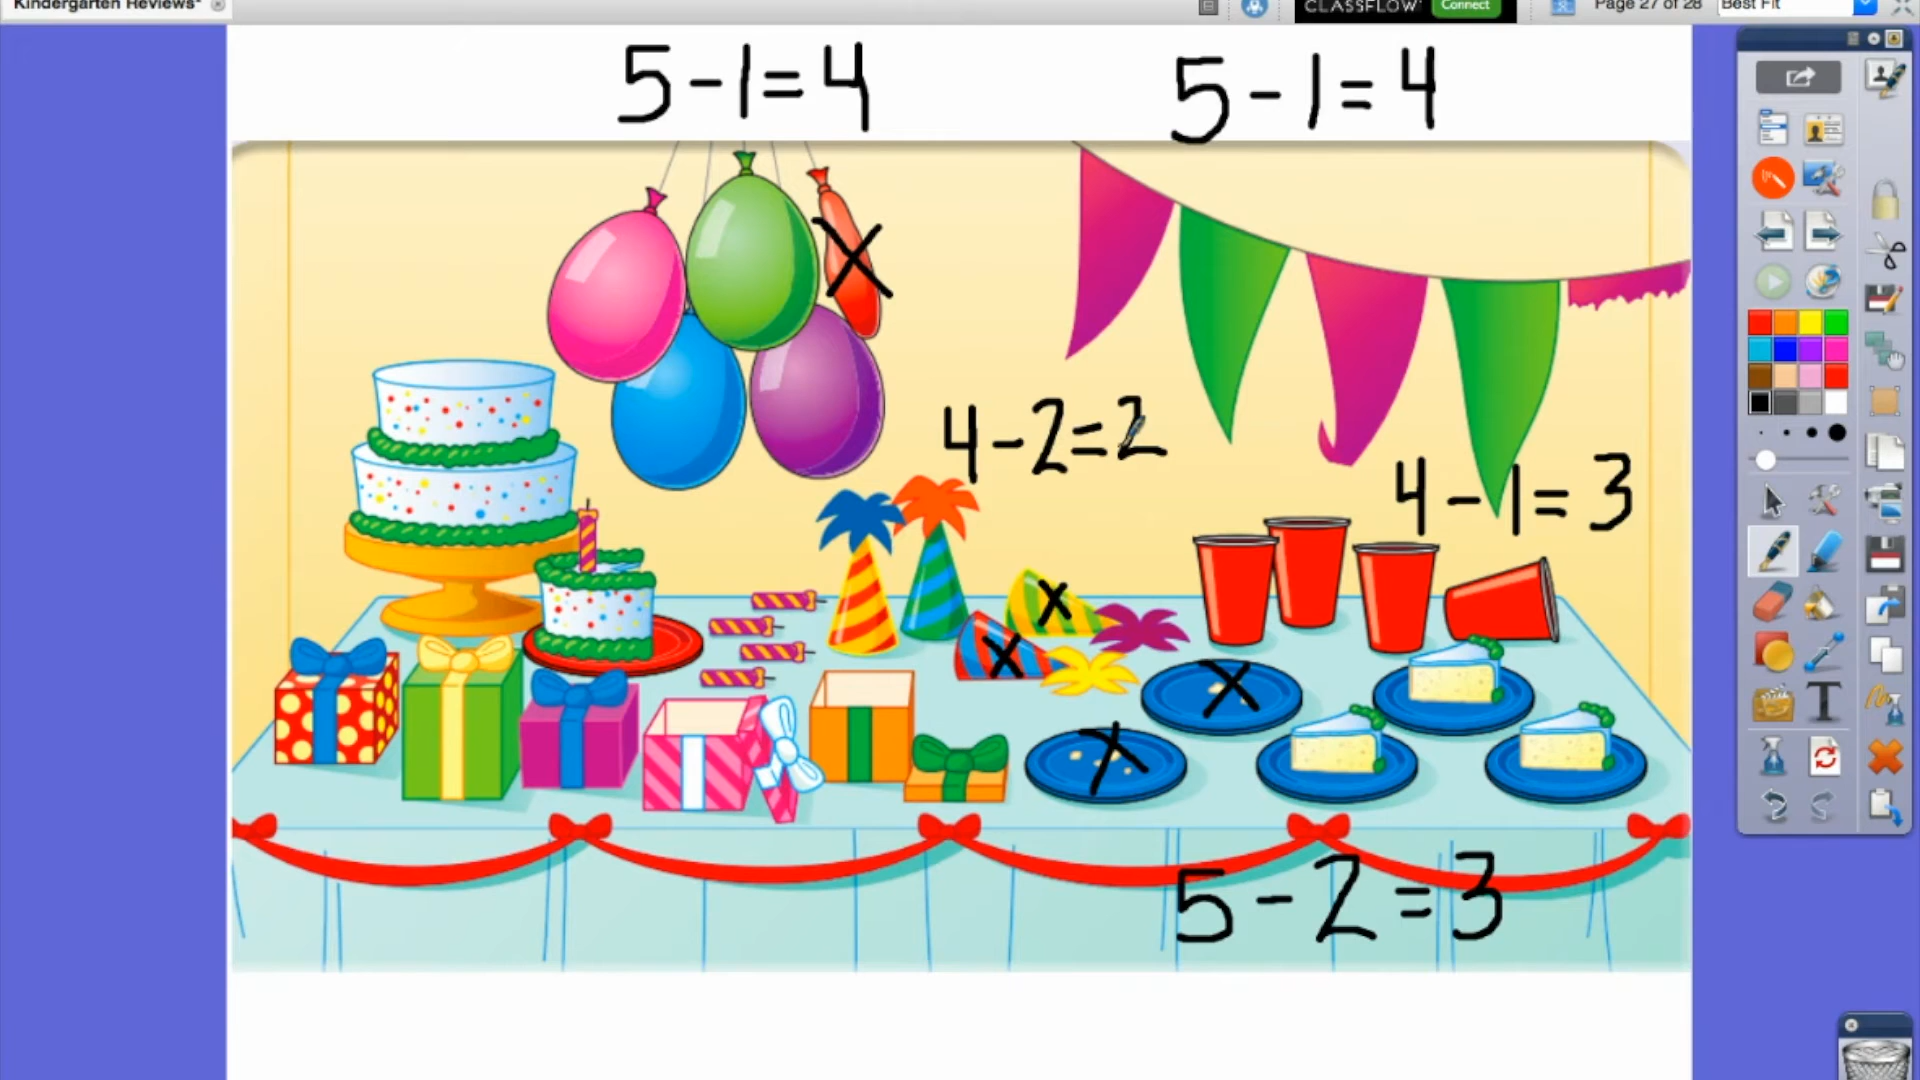 Kindergarten Reviews*
CLASSFLOW Connect
Page 27 of 28
Best Fit
5-1=4
5-1=4
4-2=2
4-1=3
5-2=3
T